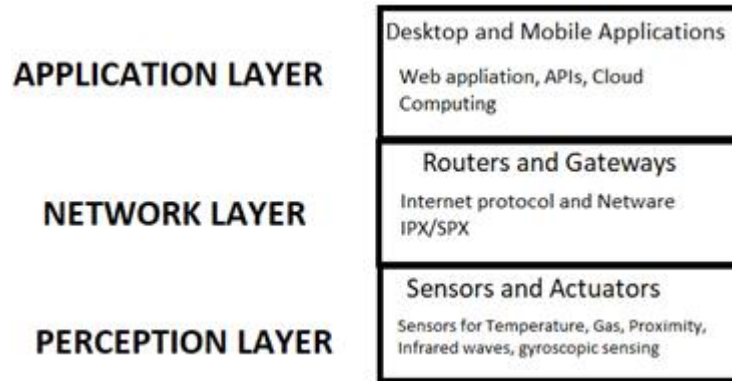 APPLICATION LAYER
Desktop and Mobile Applications
Web appliation, APIs, Cloud
Computing
NETWORK LAYER
Routers and Gateways
Internet protocol and Netware
IPX/SPX
PERCEPTION LAYER
Sensors and Actuators
Sensors for Temperature, Gas, Proximity,
Infrared waves, gyroscopic sensing